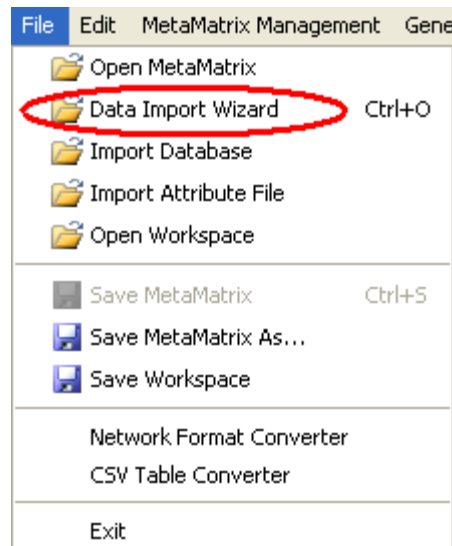 File Edit MetaMatrix Management Gene
Open MetaMatrix
Data Import Wizard Ctrl+O
Import Database
Import Attribute File
Open Workspace
Save MetaMatrix Ctrl+S
Save MetaMatrix As...
Save Workspace
Network Format Converter
CSV Table Converter
Exit